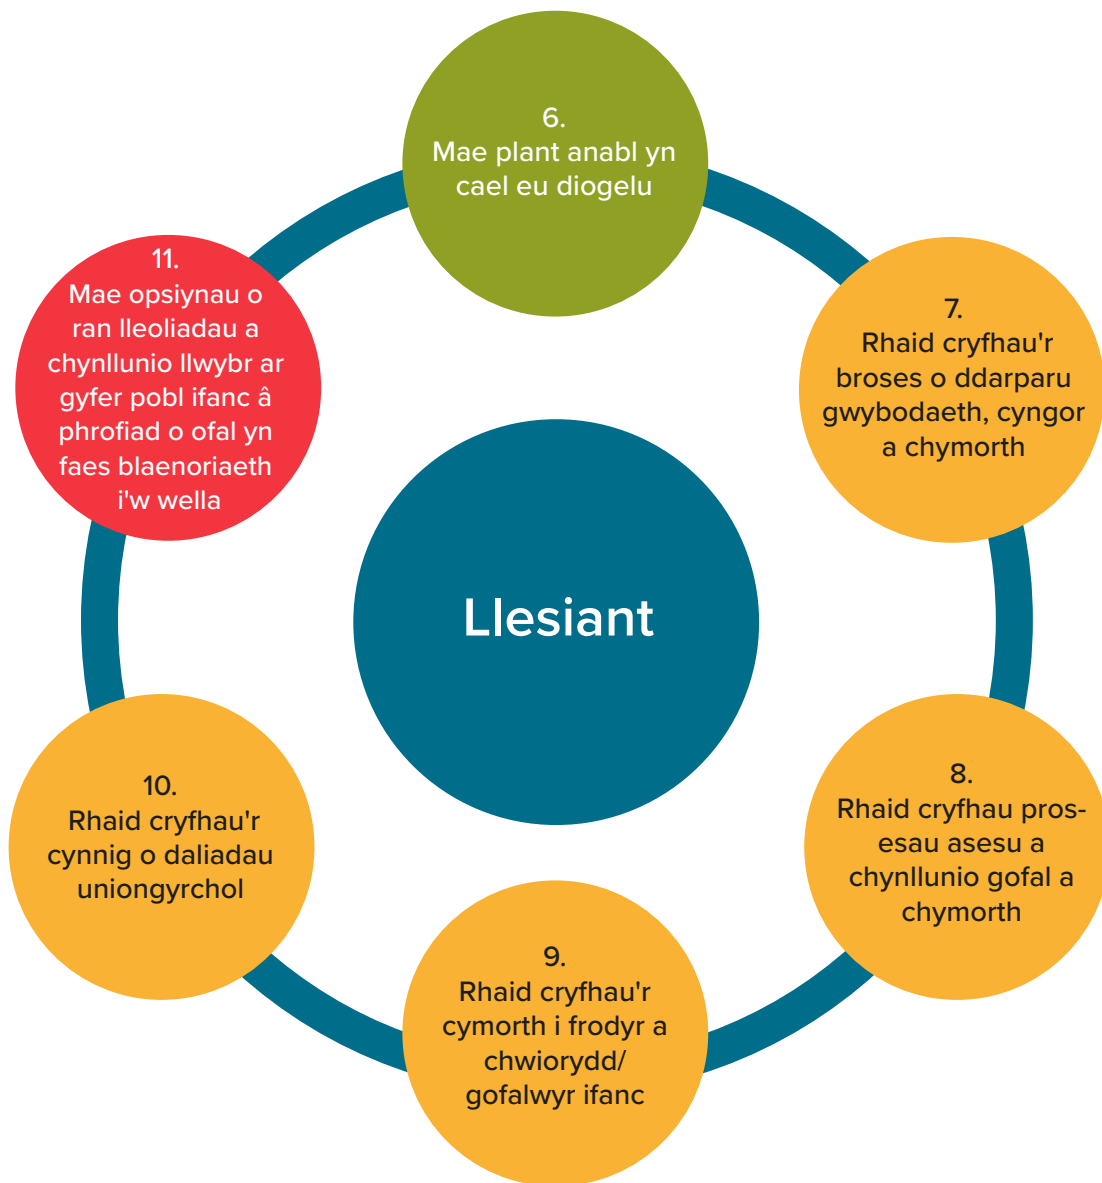 6.
Mae plant anabl yn
cael eu diogelu
7.
Rhaid cryfhau'r
broses o ddarparu
gwybodaeth, cyngor
a chymorth
8.
Rhaid cryfhau pros-
esau asesu a
chynllunio gofal a
chymorth
9.
Rhaid cryfhau'r
cymorth i frodyr a
chwiorydd/
gofalwyr ifanc
10.
Rhaid cryfhau'r
cynnig o daliadau
uniongyrchol
11.
Mae opsiynau o
ran lleoliadau a
chynllunio llwybr ar
gyfer pobl ifanc â
phrofiad o ofal yn
faes blaenoriaeth
i'w wella
Llesiant